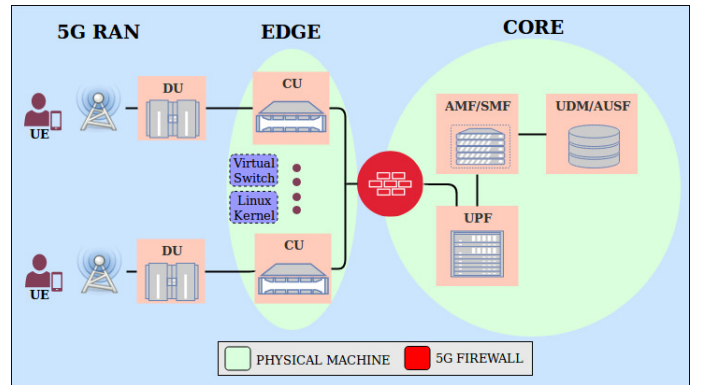 5G RAN
EDGE
CORE
DU
CU
UE
AMF/SMF
UDM/AUSF
Virtual
Switch
Linux
Kernel
UPF
DU
CU
UE
PHYSICAL MACHINE
5G FIREWALL